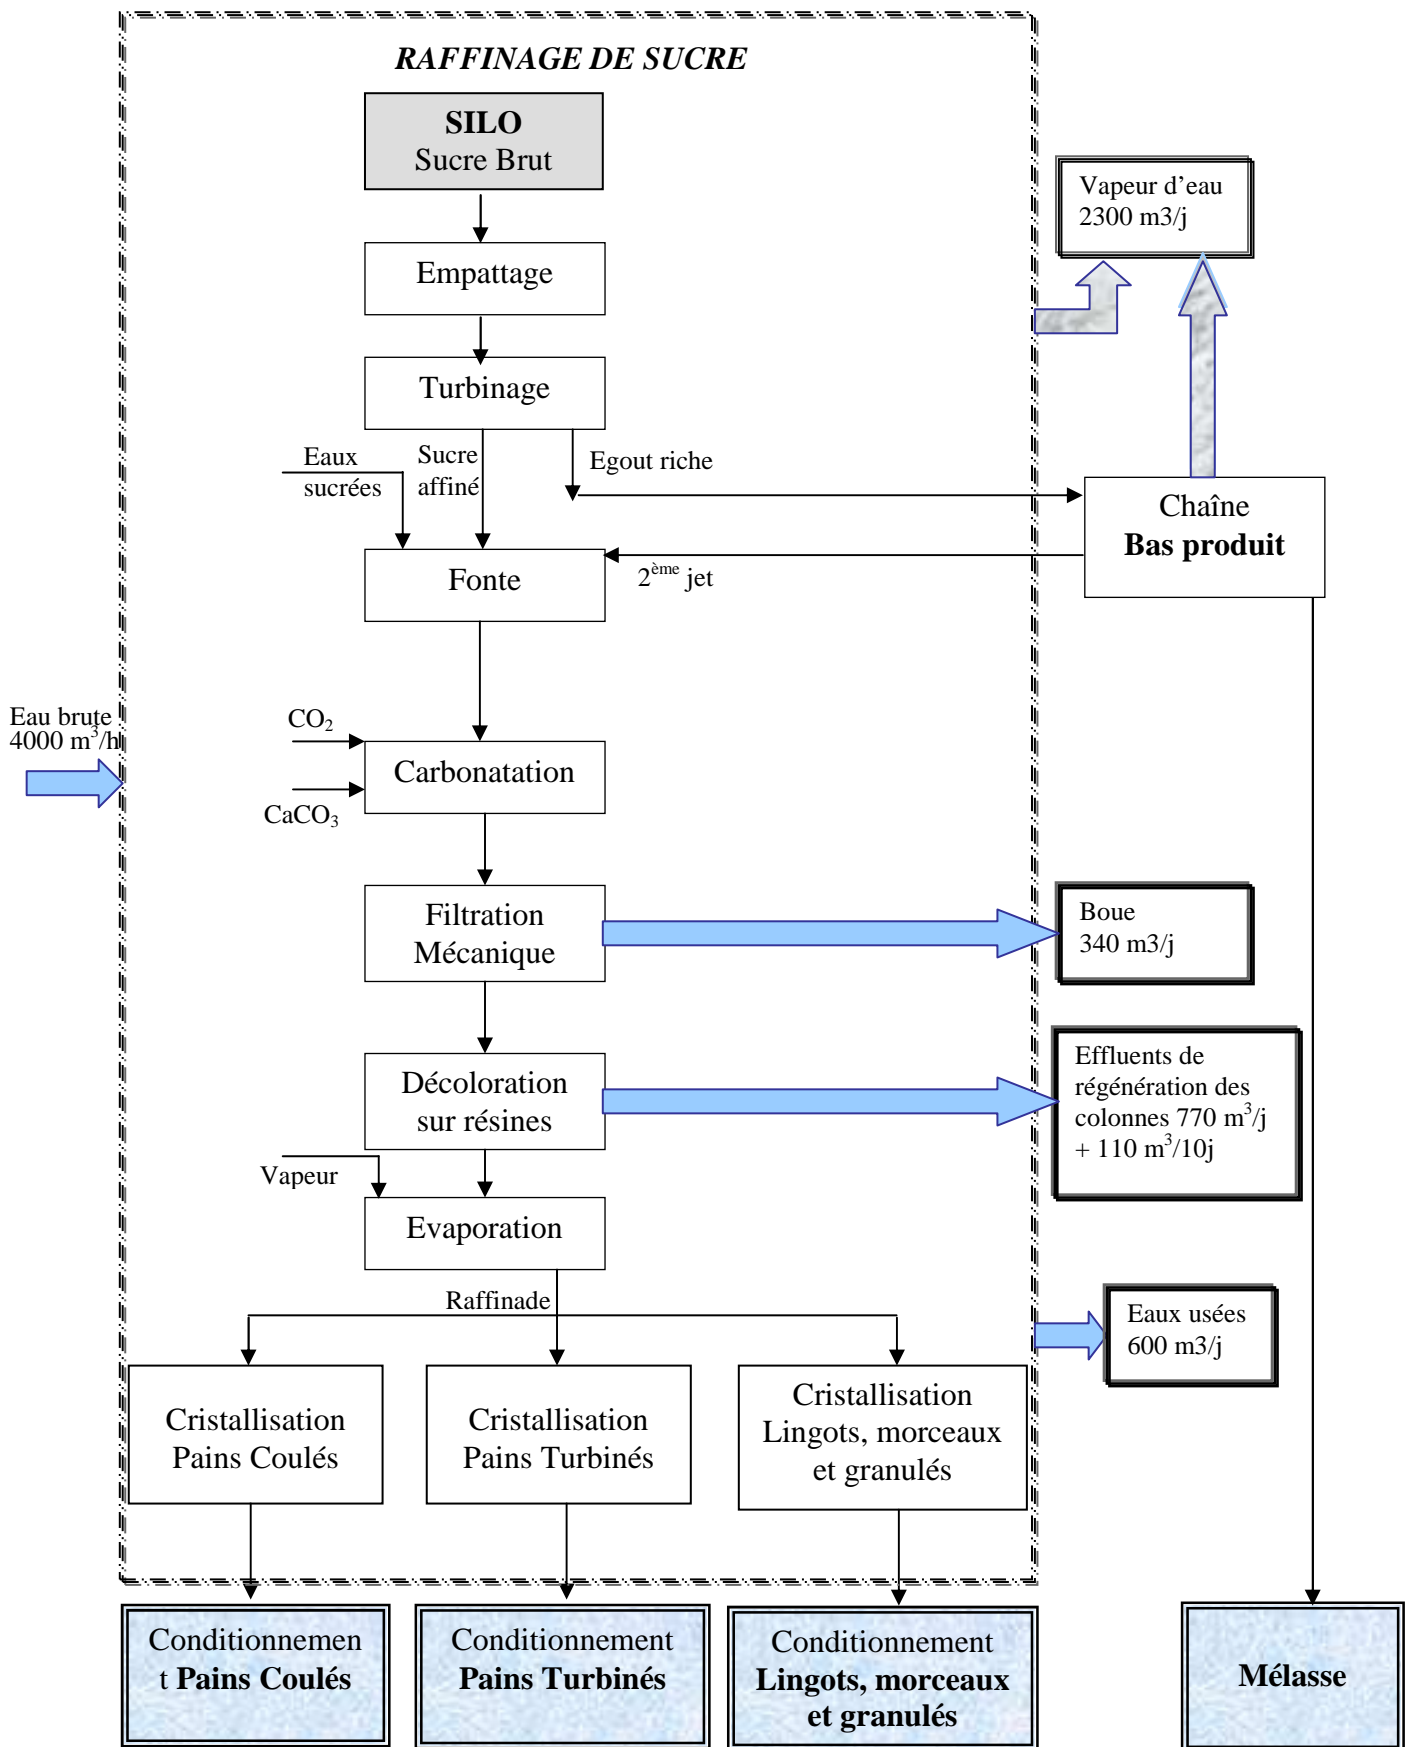 RAFFINAGE DE SUCRE
SILO
Sucre Brut
Vapeur d’eau
2300 m3/j
Empattage
Turbinage
Eaux
sucrées
Sucre
affiné
Egout riche
Chaîne
Bas produit
Fonte
2ème jet
Eau brute
4000 m³/h
CO₂
Carbonatation
CaCO₃
Filtration
Mécanique
Boue
340 m3/j
Décoloration
sur résines
Effluents de
régénération des
colonnes 770 m³/j
+ 110 m³/10j
Vapeur
Evaporation
Raffinade
Eaux usées
600 m3/j
Cristallisation
Pains Coulés
Cristallisation
Pains Turbinés
Cristallisation
Lingots, morceaux
et granulés
Conditionnemen
t Pains Coulés
Conditionnement
Pains Turbinés
Conditionnement
Lingots, morceaux
et granulés
Mélasse